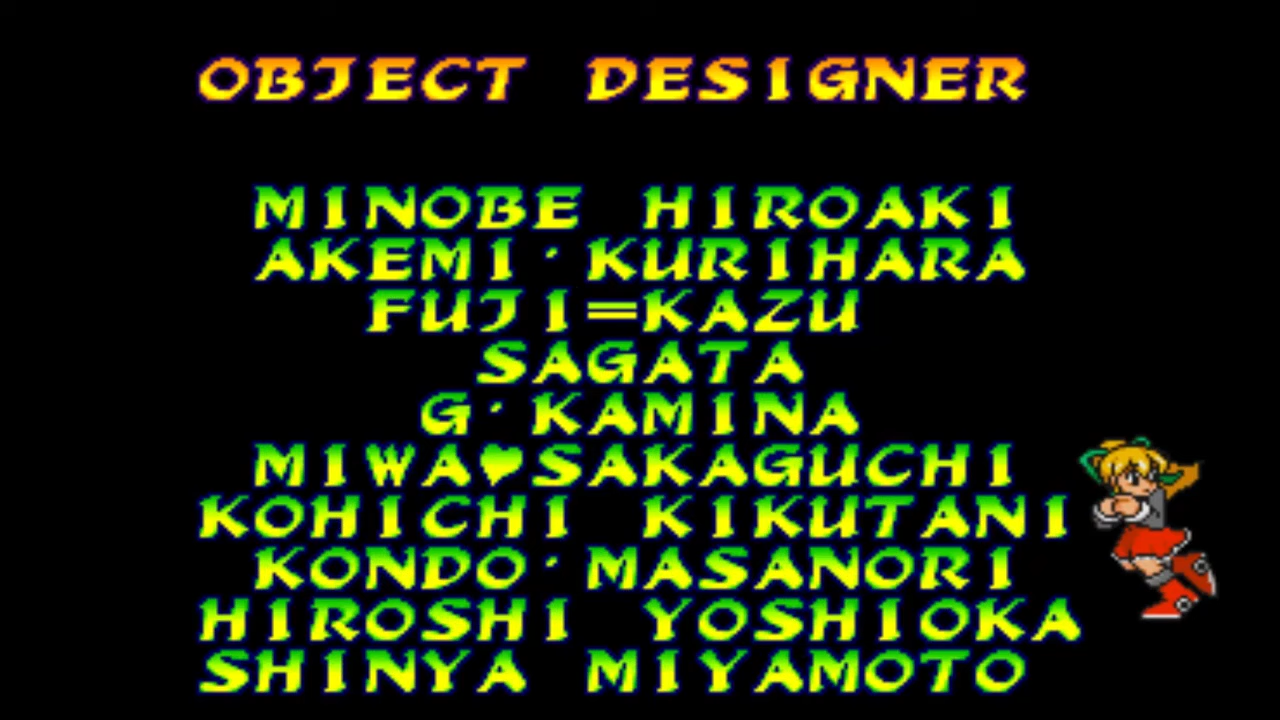 OBJECT DESIGNER
MINOBE HIROAKI
AKEMI·KURIHARA
FUJI=KAZU
SAGATA
G·KAMINA
MIWA♥SAKAGUCHI
KOHICHI KIKUTANI
KONDO·MASANORI
HIROSHI YOSHIOKA
SHINYA MIYAMOTO